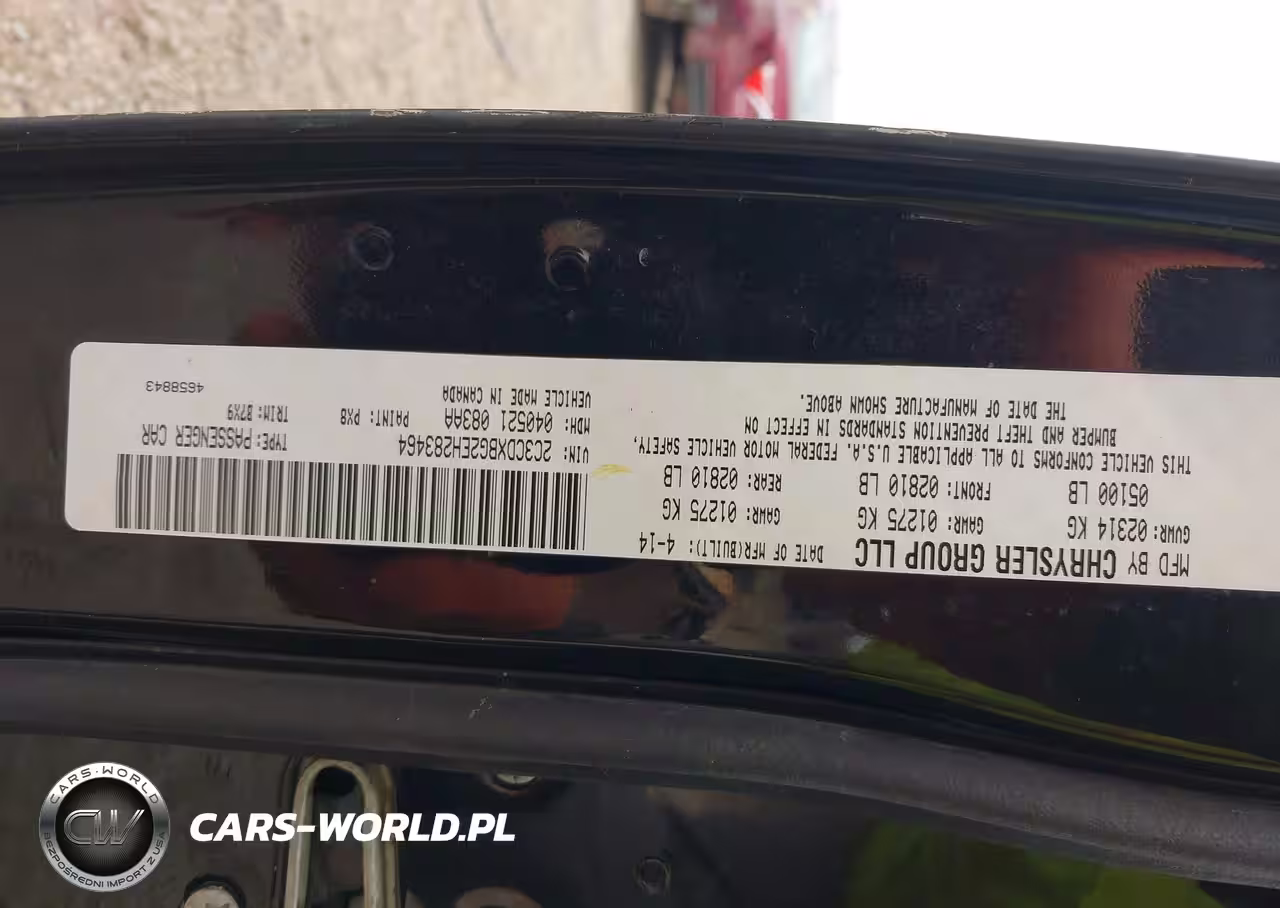 MFD BY CHRYSLER GROUP LLC DATE OF MFR(BUILT): 4-14
GVWR: 02314 KG GAWR: 01275 KG GAWR: 01275 KG
05100 LB FRONT: 02810 LB REAR: 02810 LB
THIS VEHICLE CONFORMS TO ALL APPLICABLE U.S.A. FEDERAL MOTOR VEHICLE SAFETY,
BUMPER AND THEFT PREVENTION STANDARDS IN EFFECT ON
THE DATE OF MANUFACTURE SHOWN ABOVE.
VIN: 2C3CDXBG2EH283464 TYPE: PASSENGER CAR
MDH: 040521 083AA PAINT: PX8 TRIM: B7X9
VEHICLE MADE IN CANADA
4658843
CARS-WORLD
CW
BEZPOŚREDNI IMPORT Z USA
CARS-WORLD.PL